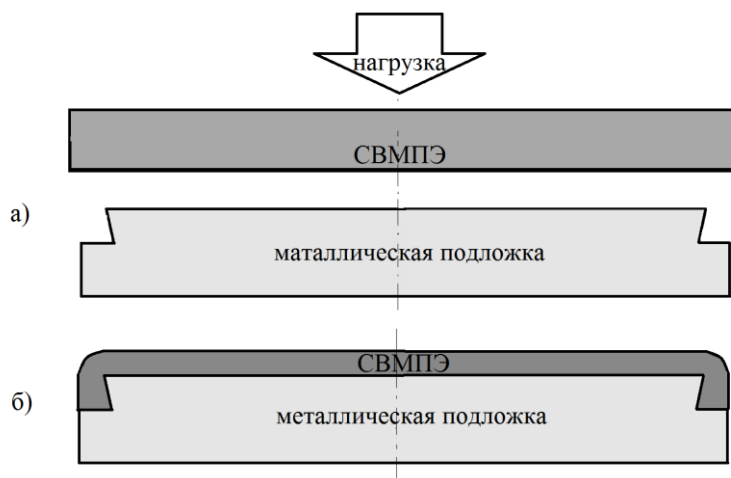 нагрузка
СВМПЭ
а)
маталлическая подложка
СВМПЭ
б)
металлическая подложка